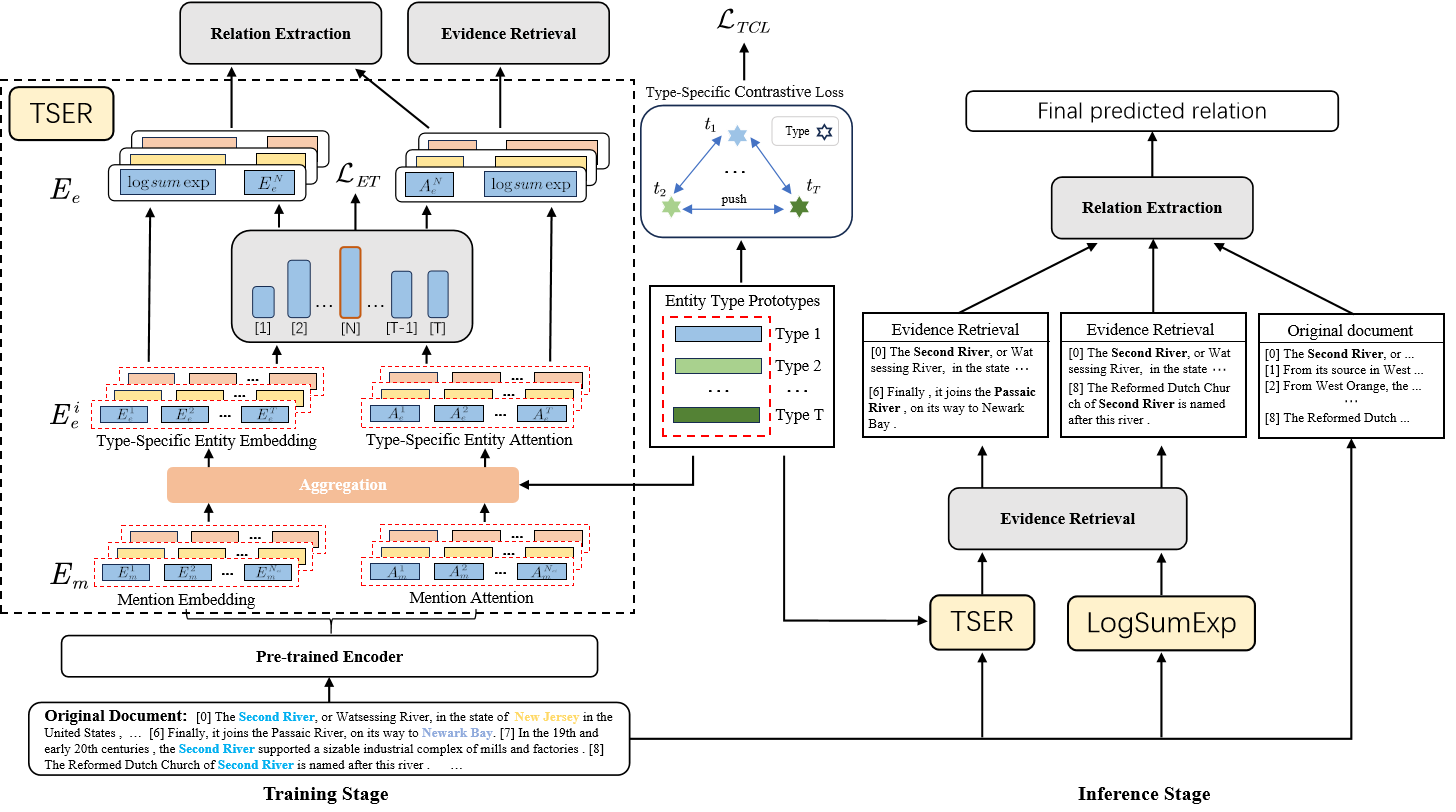 Relation Extraction
Evidence Retrieval
TSER
E_e
log sum exp
E_e^N
A_e^N
log sum exp
L_ET
[1] [2] ... [N] ... [T-1] [T]
E_e^i
E_e^1 E_e^2 ... E_e^T
A_e^1 A_e^2 ... A_e^T
Type-Specific Entity Embedding
Type-Specific Entity Attention
Aggregation
E_m
E_m^1 E_m^2 ...
A_m^1 A_m^2 ...
Mention Embedding
Mention Attention
Pre-trained Encoder
Original Document: [0] The Second River, or Watsessing River, in the state of New Jersey in the
United States , ... [6] Finally, it joins the Passaic River, on its way to Newark Bay. [7] In the 19th and
early 20th centuries , the Second River supported a sizable industrial complex of mills and factories . [8]
The Reformed Dutch Church of Second River is named after this river . ...
Training Stage
L_TCL
Type-Specific Contrastive Loss
t_1
Type
...
t_2
push
t_T
Entity Type Prototypes
Type 1
Type 2
... ...
Type T
Final predicted relation
Relation Extraction
Evidence Retrieval
[0] The Second River, or Wat
sessing River, in the state ...
[6] Finally , it joins the Passaic
River , on its way to Newark
Bay .
Evidence Retrieval
[0] The Second River, or Wat
sessing River, in the state ...
[8] The Reformed Dutch Chur
ch of Second River is named
after this river .
Original document
[0] The Second River, or ...
[1] From its source in West ...
[2] From West Orange, the ...
...
[8] The Reformed Dutch ...
Evidence Retrieval
TSER
LogSumExp
Inference Stage